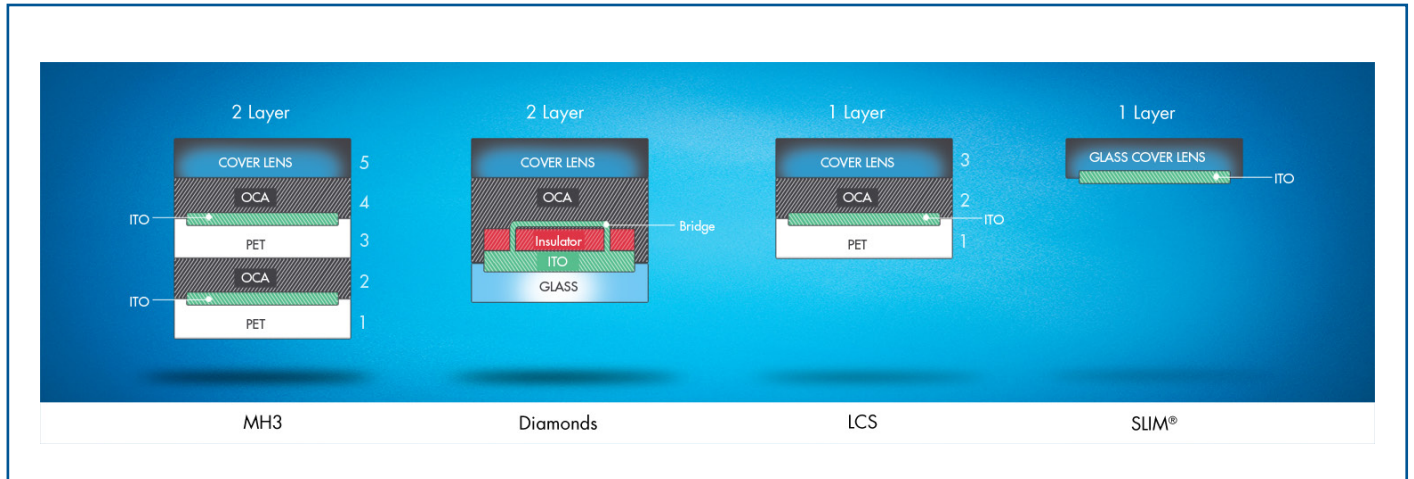 2 Layer
COVER LENS
5
OCA
4
ITO
PET
3
OCA
2
ITO
PET
1
MH3
2 Layer
COVER LENS
OCA
Bridge
Insulator
ITO
GLASS
Diamonds
1 Layer
COVER LENS
3
OCA
2
ITO
PET
1
LCS
1 Layer
GLASS COVER LENS
ITO
SLIM®